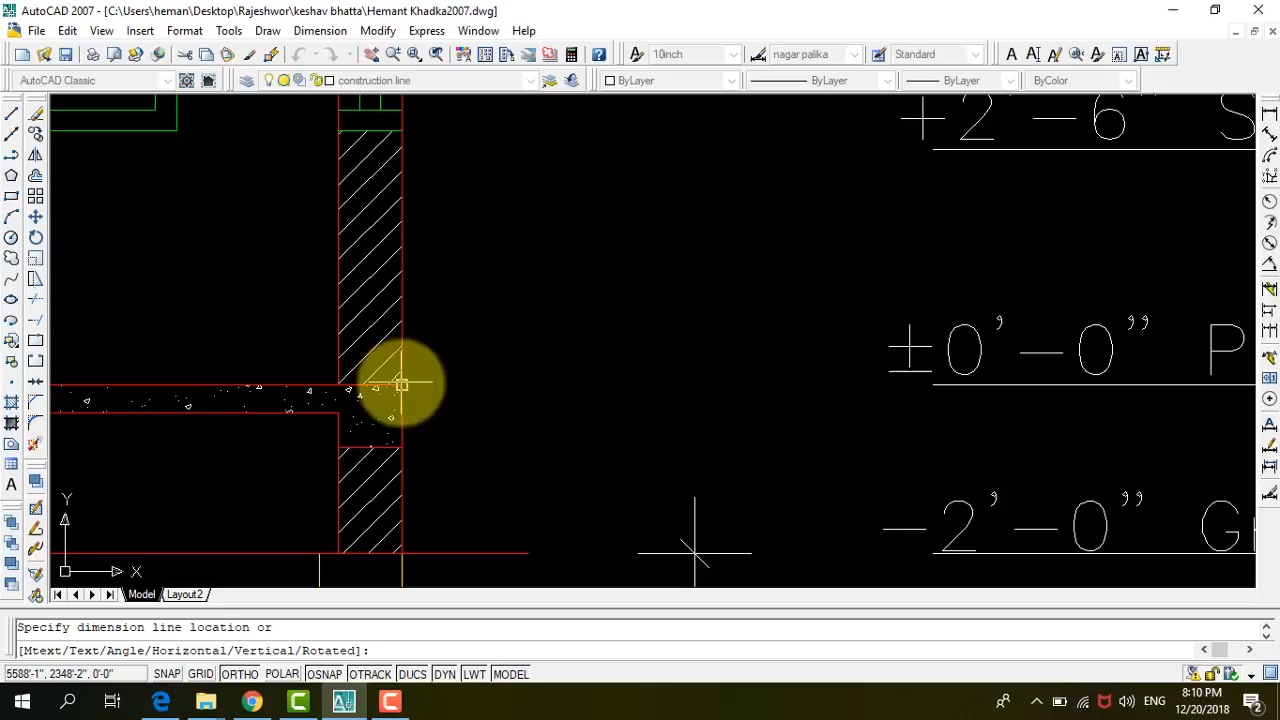 AutoCAD 2007 - [C:\Users\heman\Desktop\Rajeshwor\keshav bhatta\Hemant Khadka2007.dwg]
File Edit View Insert Format Tools Draw Dimension Modify Express Window Help
10inch nagar palika Standard
AutoCAD Classic construction line ByLayer ByLayer ByLayer ByColor
+2'-6" S
±0'-0" P
-2'-0" G
Y
X
Model Layout2
Specify dimension line location or
[Mtext/Text/Angle/Horizontal/Vertical/Rotated]:
5588'-1", 2348'-2", 0'-0" SNAP GRID ORTHO POLAR OSNAP OTRACK DUCS DYN LWT MODEL
ENG 8:10 PM
12/20/2018
2